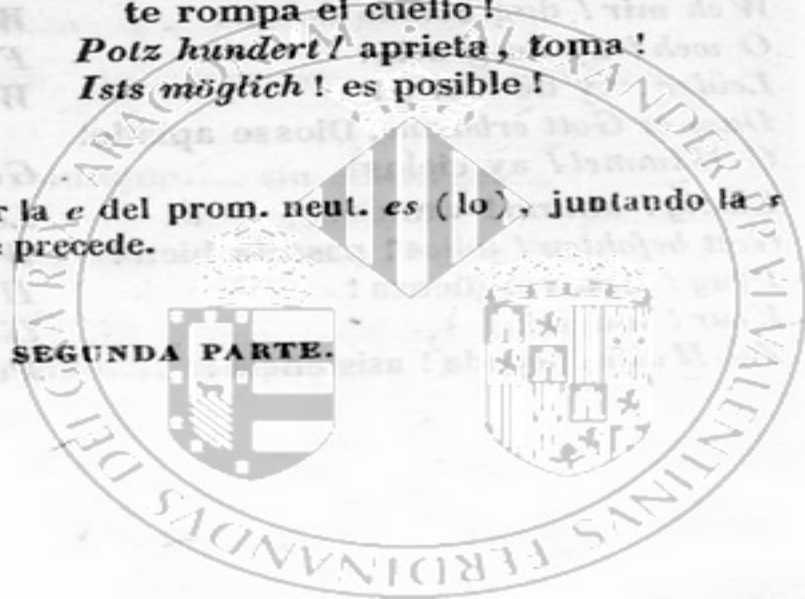 te rompa el cuello !
Potz hundert! aprieta, toma!
Ists möglich ! es posible !
r la e del prom. neut. es (lo), juntando la s
precede.
SEGUNDA PARTE.